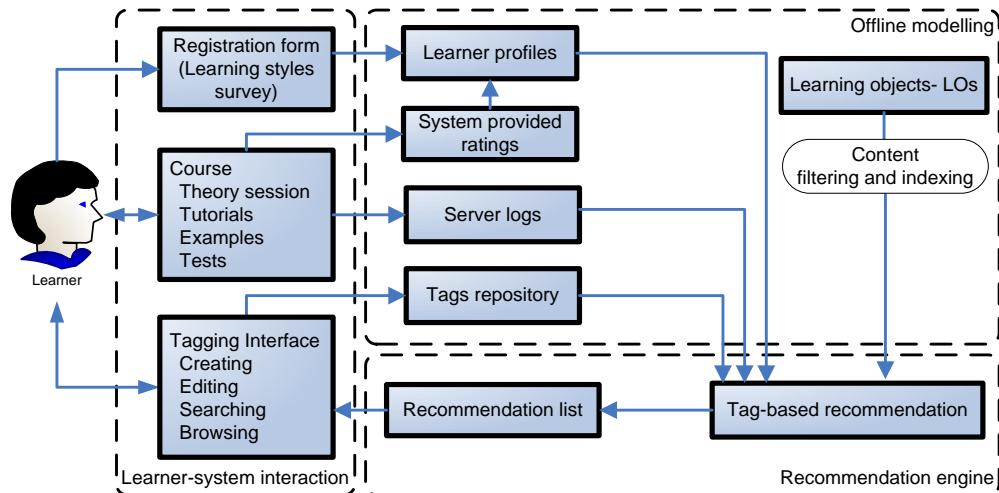 Offline modelling
Registration form
(Learning styles
survey)
Learner profiles
Learning objects- LOs
System provided
ratings
Content
filtering and indexing
Course
Theory session
Tutorials
Examples
Tests
Server logs
Learner
Tags repository
Tagging Interface
Creating
Editing
Searching
Browsing
Recommendation list
Tag-based recommendation
Learner-system interaction
Recommendation engine